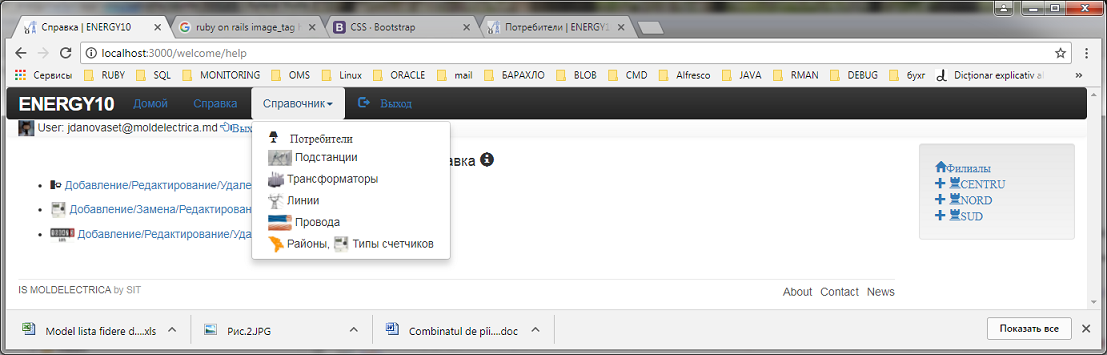 Справка | ENERGY10
ruby on rails image_tag
CSS - Bootstrap
Потребители | ENERGY1
localhost:3000/welcome/help
Сервисы RUBY SQL MONITORING OMS Linux ORACLE mail БАРАХЛО BLOB CMD Alfresco JAVA RMAN DEBUG бухг Dicționar explicativ al »
ENERGY10 Домой Справка Справочник Выход
User: jdanovaset@moldelectrica.md Вых
Потребители
Подстанции
Трансформаторы
Линии
Провода
Районы, Типы счетчиков
авка
Добавление/Редактирование/Удале
Добавление/Замена/Редактирован
Добавление/Редактирование/Уда
Филиалы
CENTRU
NORD
SUD
IS MOLDELECTRICA by SIT
About Contact News
Model lista fidere d....xls
Рис.2.JPG
Combinatul de pii....doc
Показать все